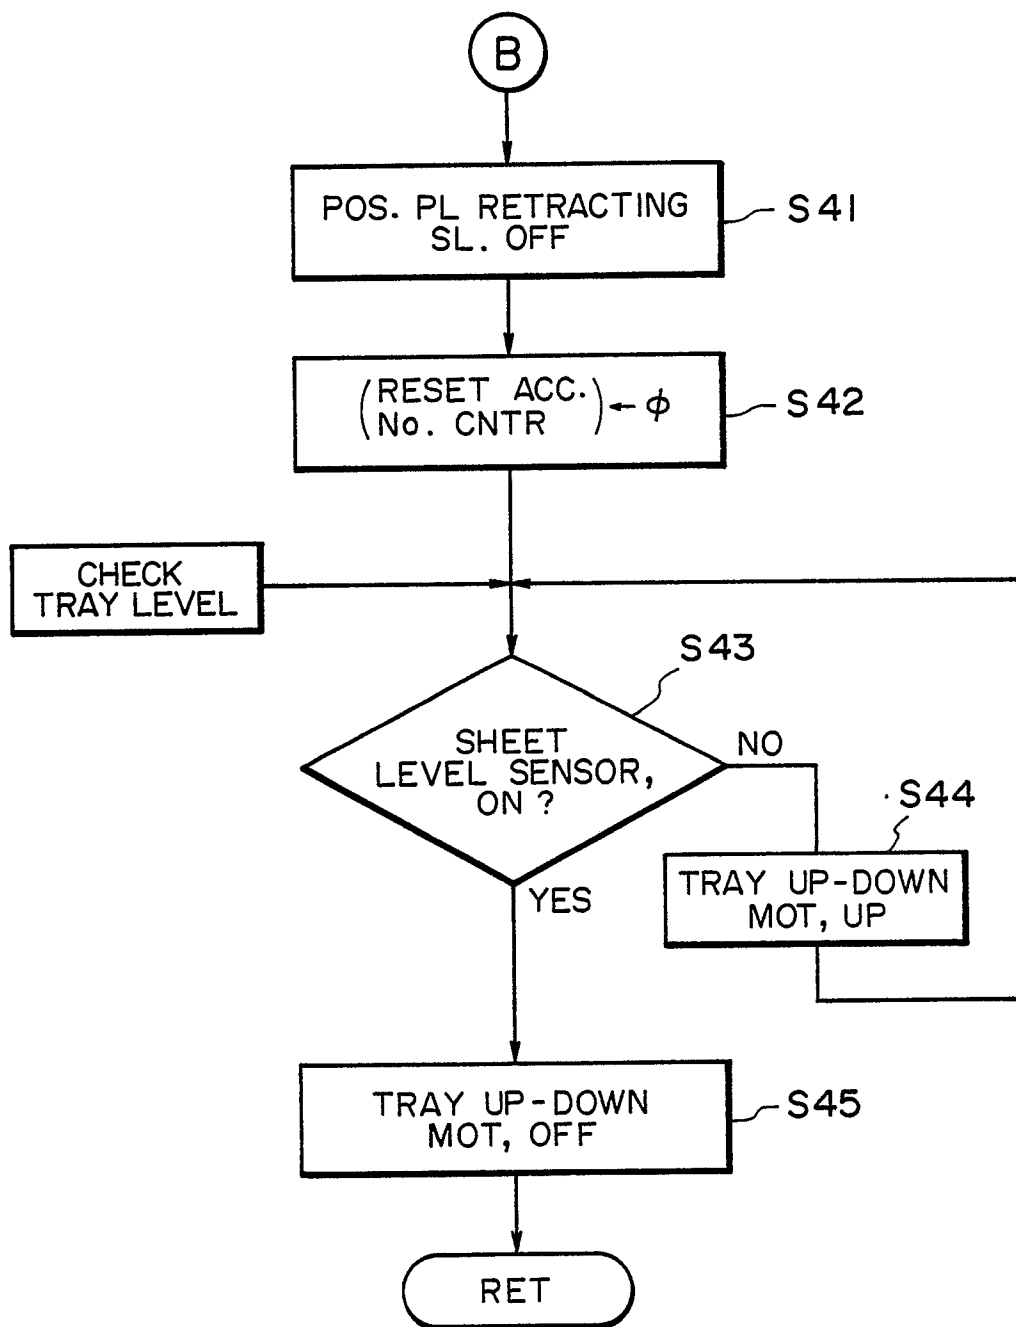 B
POS. PL RETRACTING
SL. OFF
S41
(RESET ACC.
No. CNTR) ← φ
S42
CHECK
TRAY LEVEL
S43
SHEET
LEVEL SENSOR,
ON ?
NO
YES
S44
TRAY UP-DOWN
MOT, UP
TRAY UP-DOWN
MOT, OFF
S45
RET